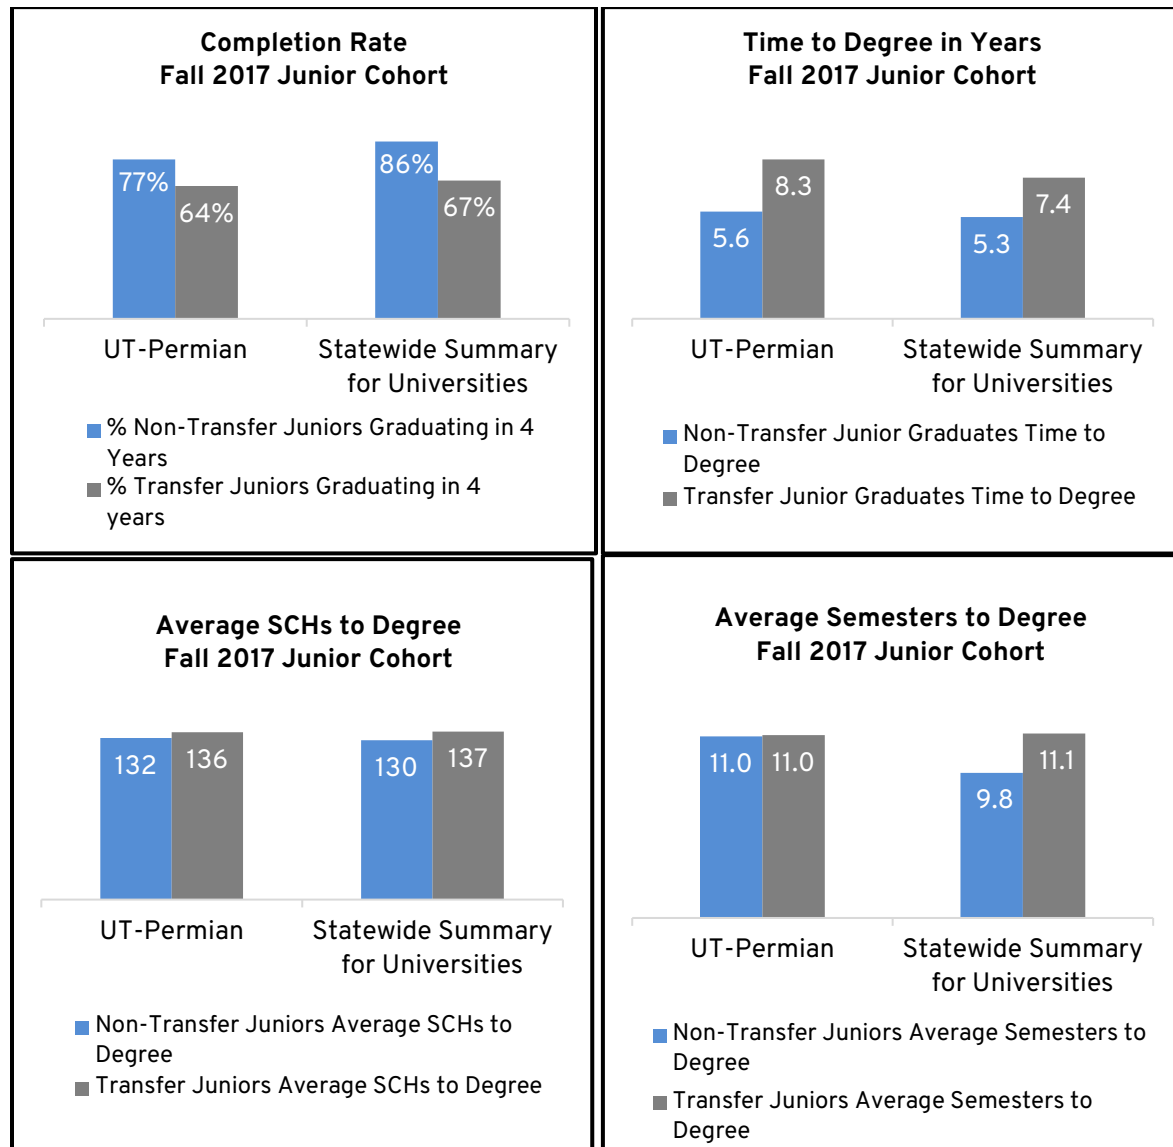 Completion Rate
Fall 2017 Junior Cohort
77%
64%
86%
67%
UT-Permian
Statewide Summary
for Universities
% Non-Transfer Juniors Graduating in 4
Years
% Transfer Juniors Graduating in 4
years
Time to Degree in Years
Fall 2017 Junior Cohort
5.6
8.3
5.3
7.4
UT-Permian
Statewide Summary
for Universities
Non-Transfer Junior Graduates Time to
Degree
Transfer Junior Graduates Time to Degree
Average SCHs to Degree
Fall 2017 Junior Cohort
132
136
130
137
UT-Permian
Statewide Summary
for Universities
Non-Transfer Juniors Average SCHs to
Degree
Transfer Juniors Average SCHs to Degree
Average Semesters to Degree
Fall 2017 Junior Cohort
11.0
11.0
9.8
11.1
UT-Permian
Statewide Summary
for Universities
Non-Transfer Juniors Average Semesters to
Degree
Transfer Juniors Average Semesters to
Degree